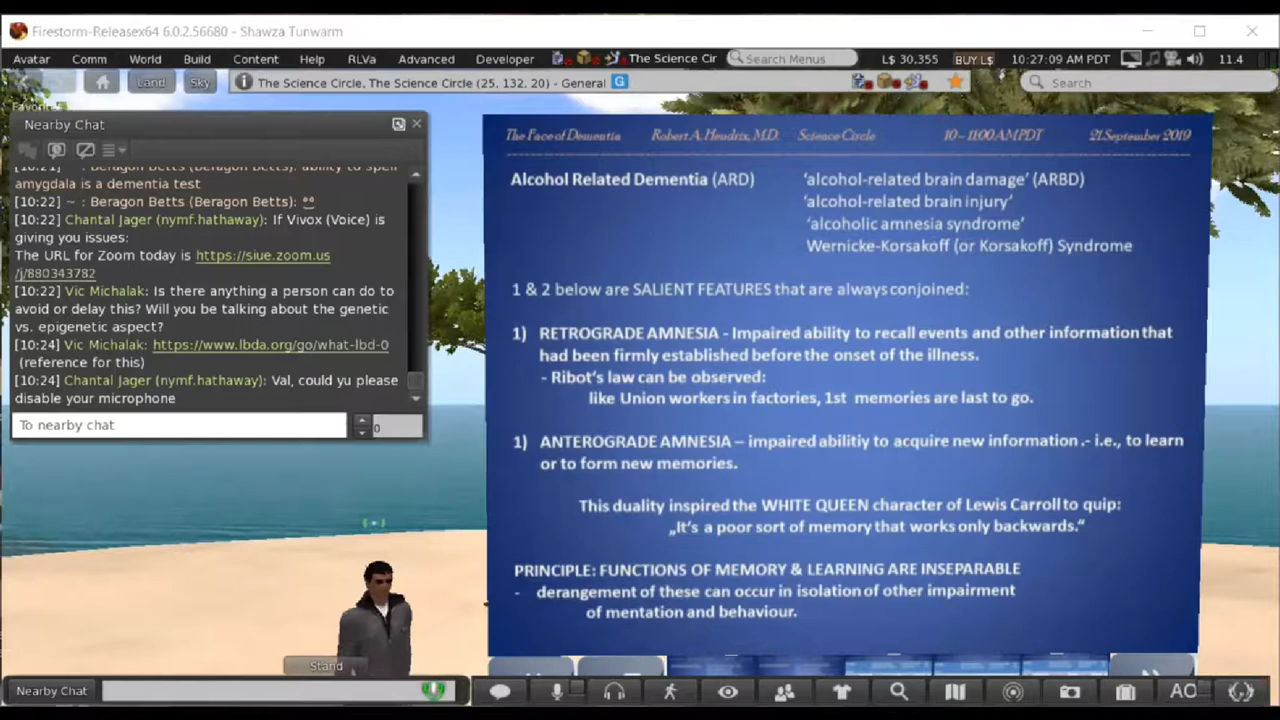 Firestorm-Releasex64 6.0.2.56680 - Shawza Tunwarm
Avatar Comm World Build Content Help RLVa Advanced Developer The Science Cir Search Menus L$ 30,355 BUY L$ 10:27:09 AM PDT 11.4
Land Sky The Science Circle, The Science Circle (25, 132, 20) - General G Search
Nearby Chat
amygdala is a dementia test
[10:22] ~ : Beragon Betts (Beragon Betts):
[10:22] Chantal Jager (nymf.hathaway): If Vivox (Voice) is
giving you issues:
The URL for Zoom today is https://siue.zoom.us
/j/880343782
[10:22] Vic Michalak: Is there anything a person can do to
avoid or delay this? Will you be talking about the genetic
vs. epigenetic aspect?
[10:24] Vic Michalak: https://www.lbda.org/go/what-lbd-0
(reference for this)
[10:24] Chantal Jager (nymf.hathaway): Val, could yu please
disable your microphone
To nearby chat
0
The Face of Dementia Robert A. Hendrix, M.D. Science Circle 10 - 11:00 AM PDT 21 September 2019
Alcohol Related Dementia (ARD) ‘alcohol-related brain damage’ (ARBD)
‘alcohol-related brain injury’
‘alcoholic amnesia syndrome’
Wernicke-Korsakoff (or Korsakoff) Syndrome
1 & 2 below are SALIENT FEATURES that are always conjoined:
1) RETROGRADE AMNESIA - Impaired ability to recall events and other information that
had been firmly established before the onset of the illness.
- Ribot’s law can be observed:
like Union workers in factories, 1st memories are last to go.
1) ANTEROGRADE AMNESIA – impaired abilitiy to acquire new information .- i.e., to learn
or to form new memories.
This duality inspired the WHITE QUEEN character of Lewis Carroll to quip:
„It’s a poor sort of memory that works only backwards.“
PRINCIPLE: FUNCTIONS OF MEMORY & LEARNING ARE INSEPARABLE
- derangement of these can occur in isolation of other impairment
of mentation and behaviour.
Stand
Nearby Chat
AO